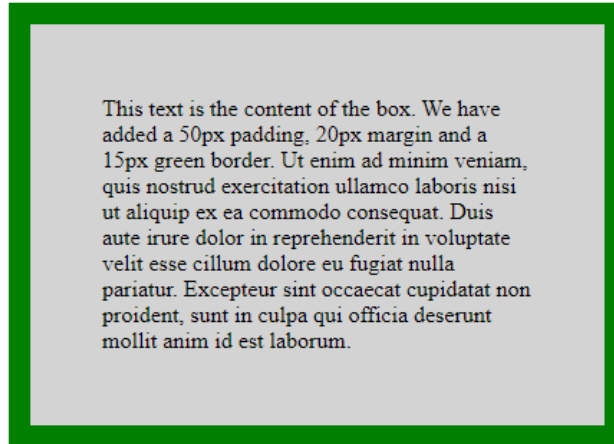 This text is the content of the box. We have
added a 50px padding, 20px margin and a
15px green border. Ut enim ad minim veniam,
quis nostrud exercitation ullamco laboris nisi
ut aliquip ex ea commodo consequat. Duis
aute irure dolor in reprehenderit in voluptate
velit esse cillum dolore eu fugiat nulla
pariatur. Excepteur sint occaecat cupidatat non
proident, sunt in culpa qui officia deserunt
mollit anim id est laborum.